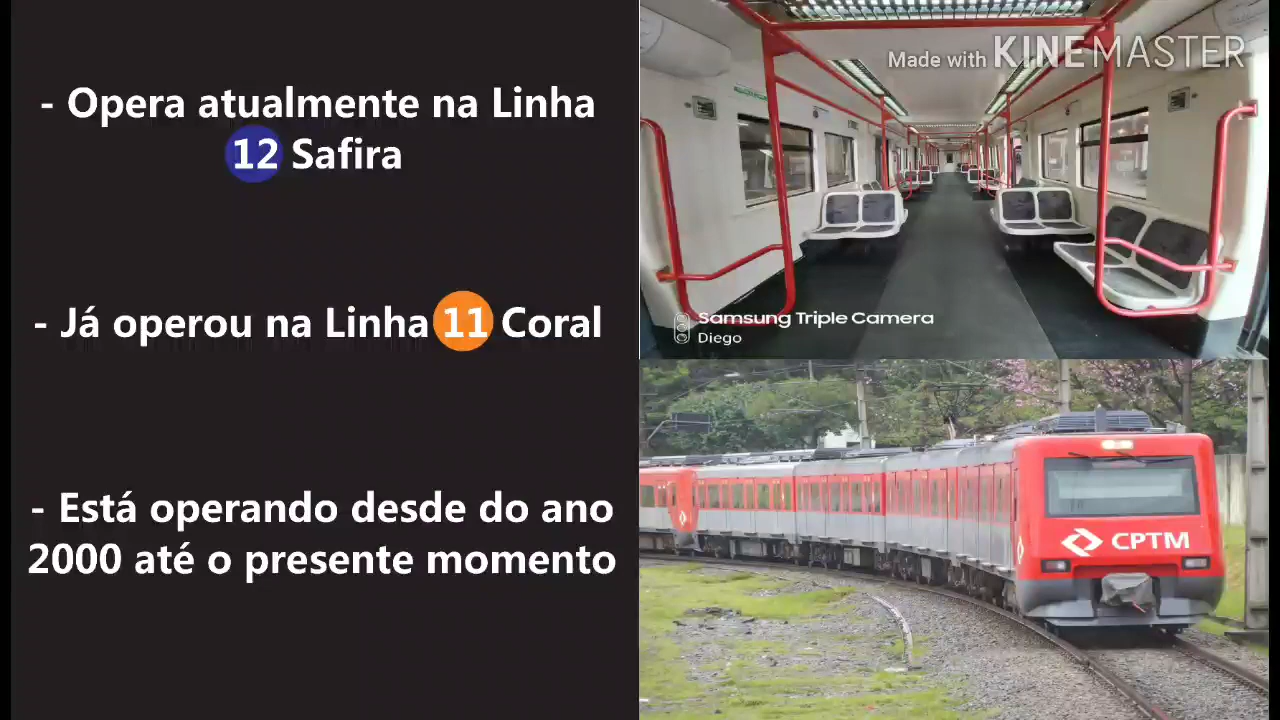 - Opera atualmente na Linha
12 Safira
- Já operou na Linha 11 Coral
- Está operando desde do ano
2000 até o presente momento
Made with KINEMASTER
Samsung Triple Camera
Diego
CPTM